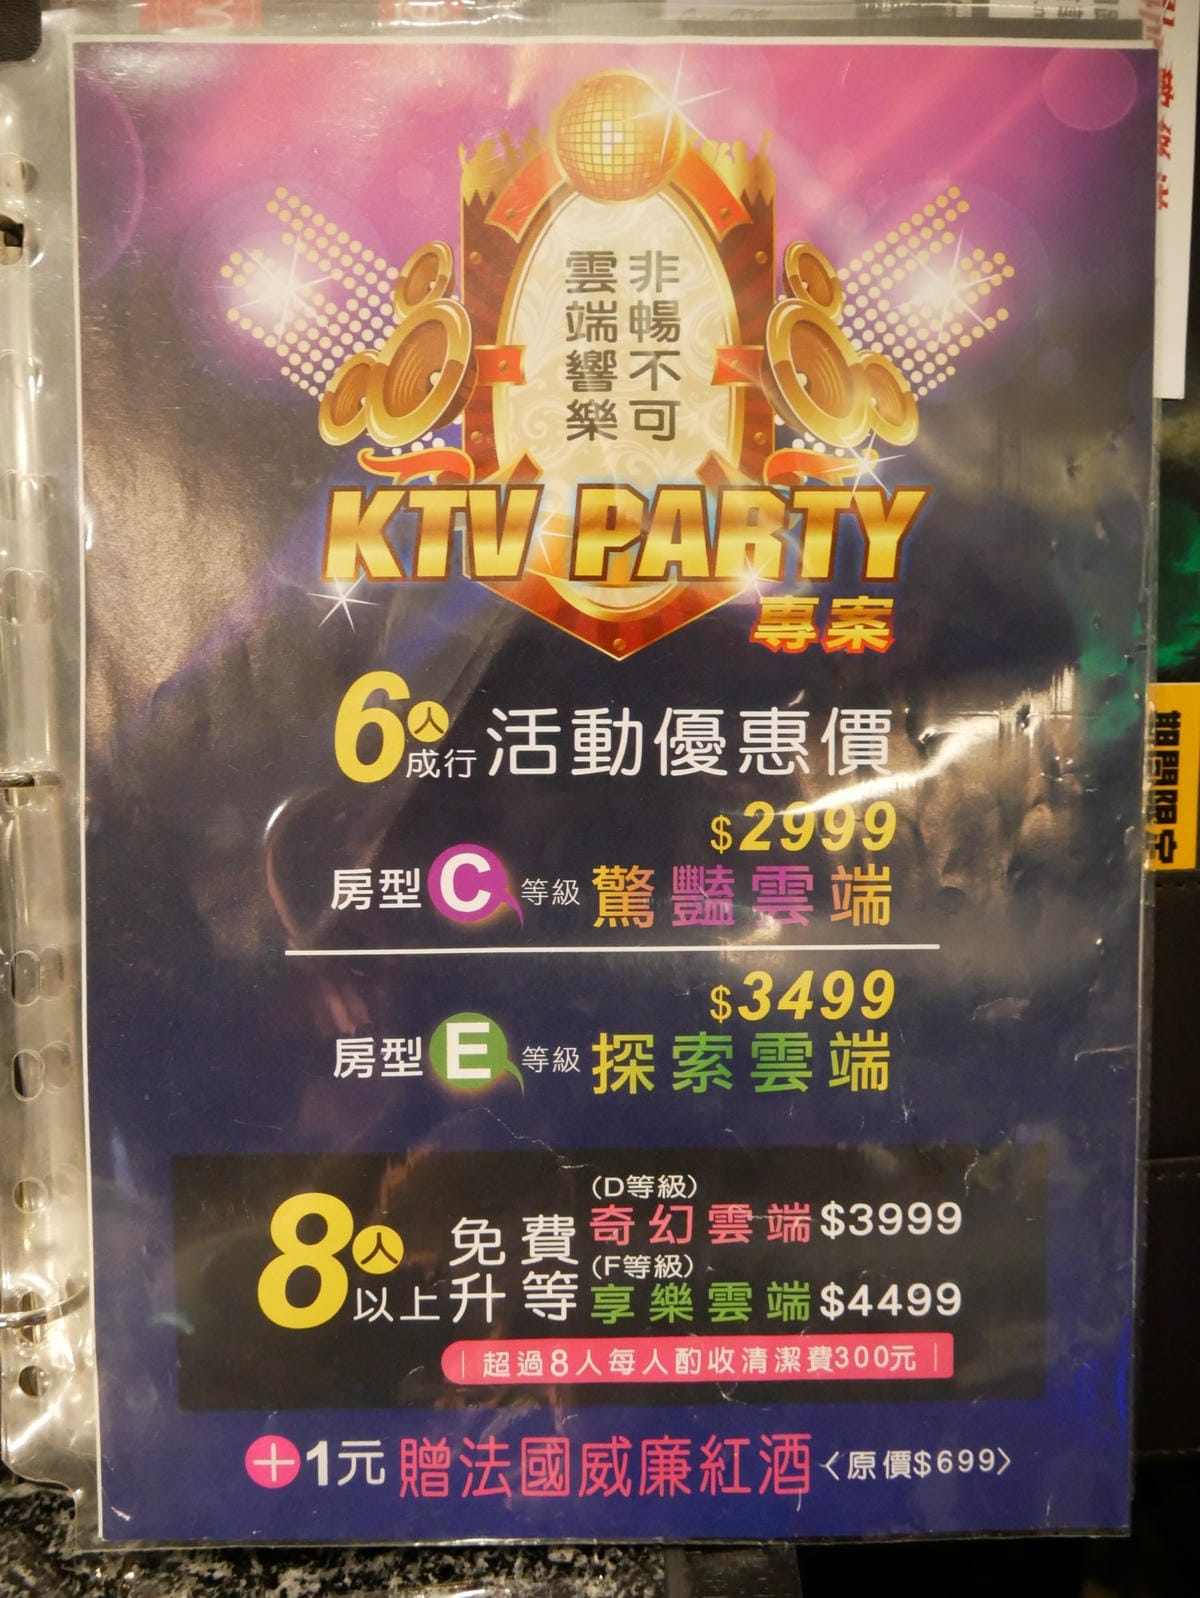 非暢不可
雲端響樂
KTV PARTY
專案
6人成行 活動優惠價
$2999
房型 C 等級 驚豔雲端
$3499
房型 E 等級 探索雲端
8人以上 免費升等
(D等級)
奇幻雲端 $3999
(F等級)
享樂雲端 $4499
| 超過8人每人酌收清潔費300元 |
+1元 贈法國威廉紅酒〈原價$699〉
期間限定